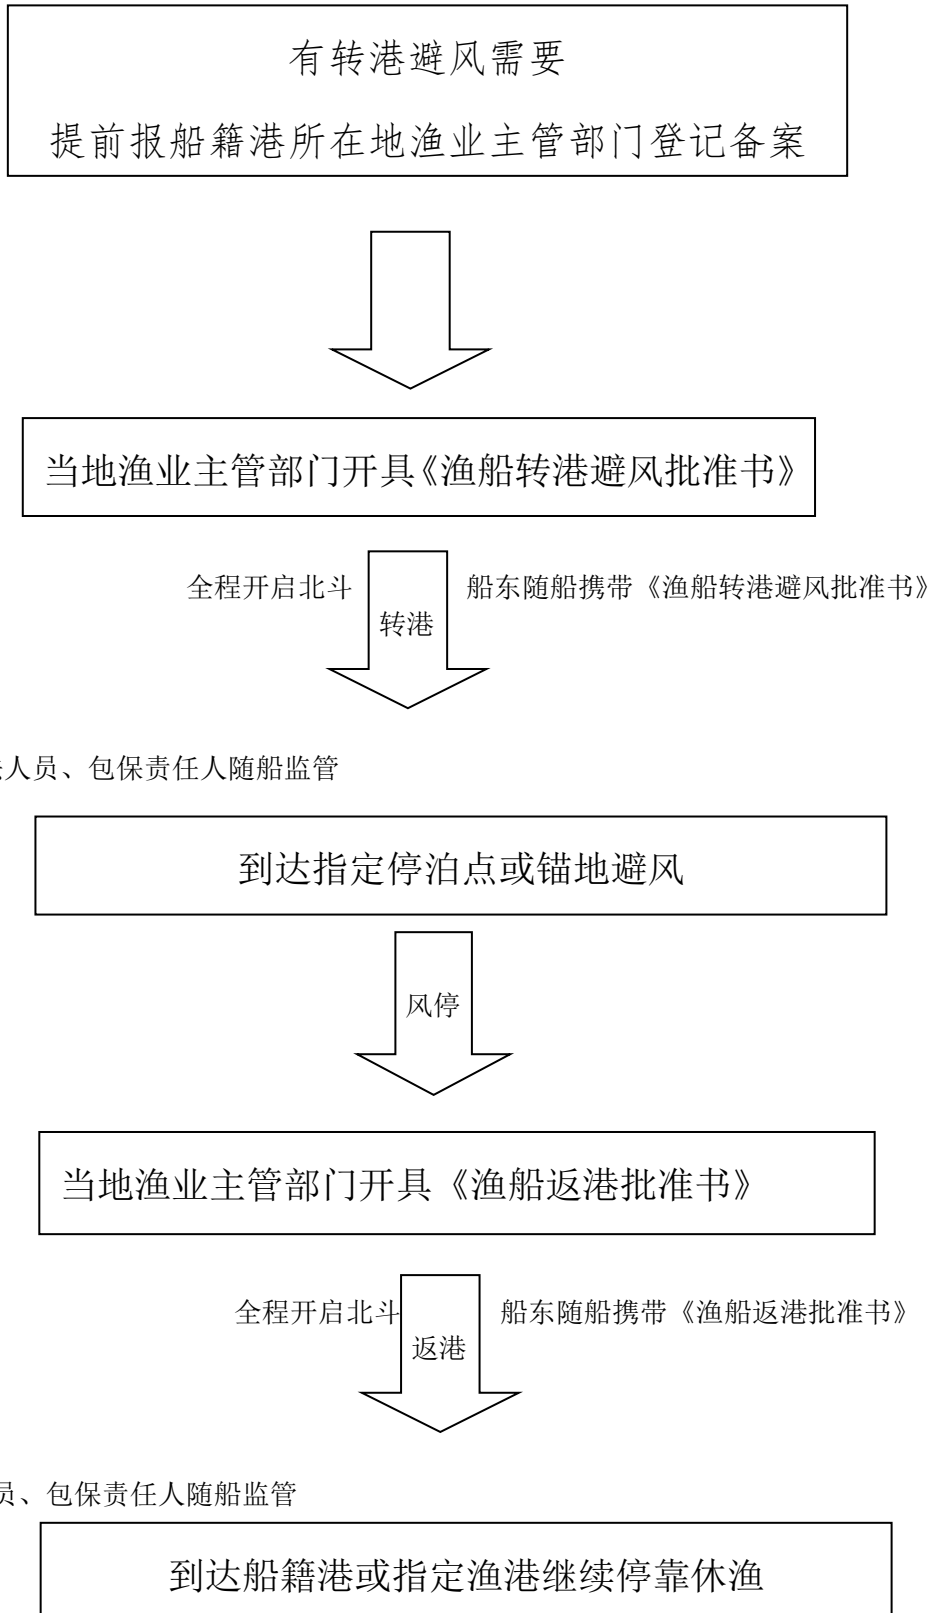 有转港避风需要
提前报船籍港所在地渔业主管部门登记备案
当地渔业主管部门开具《渔船转港避风批准书》
全程开启北斗
船东随船携带《渔船转港避风批准书》
转港
人员、包保责任人随船监管
到达指定停泊点或锚地避风
风停
当地渔业主管部门开具《渔船返港批准书》
全程开启北斗
船东随船携带《渔船返港批准书》
返港
员、包保责任人随船监管
到达船籍港或指定渔港继续停靠休渔